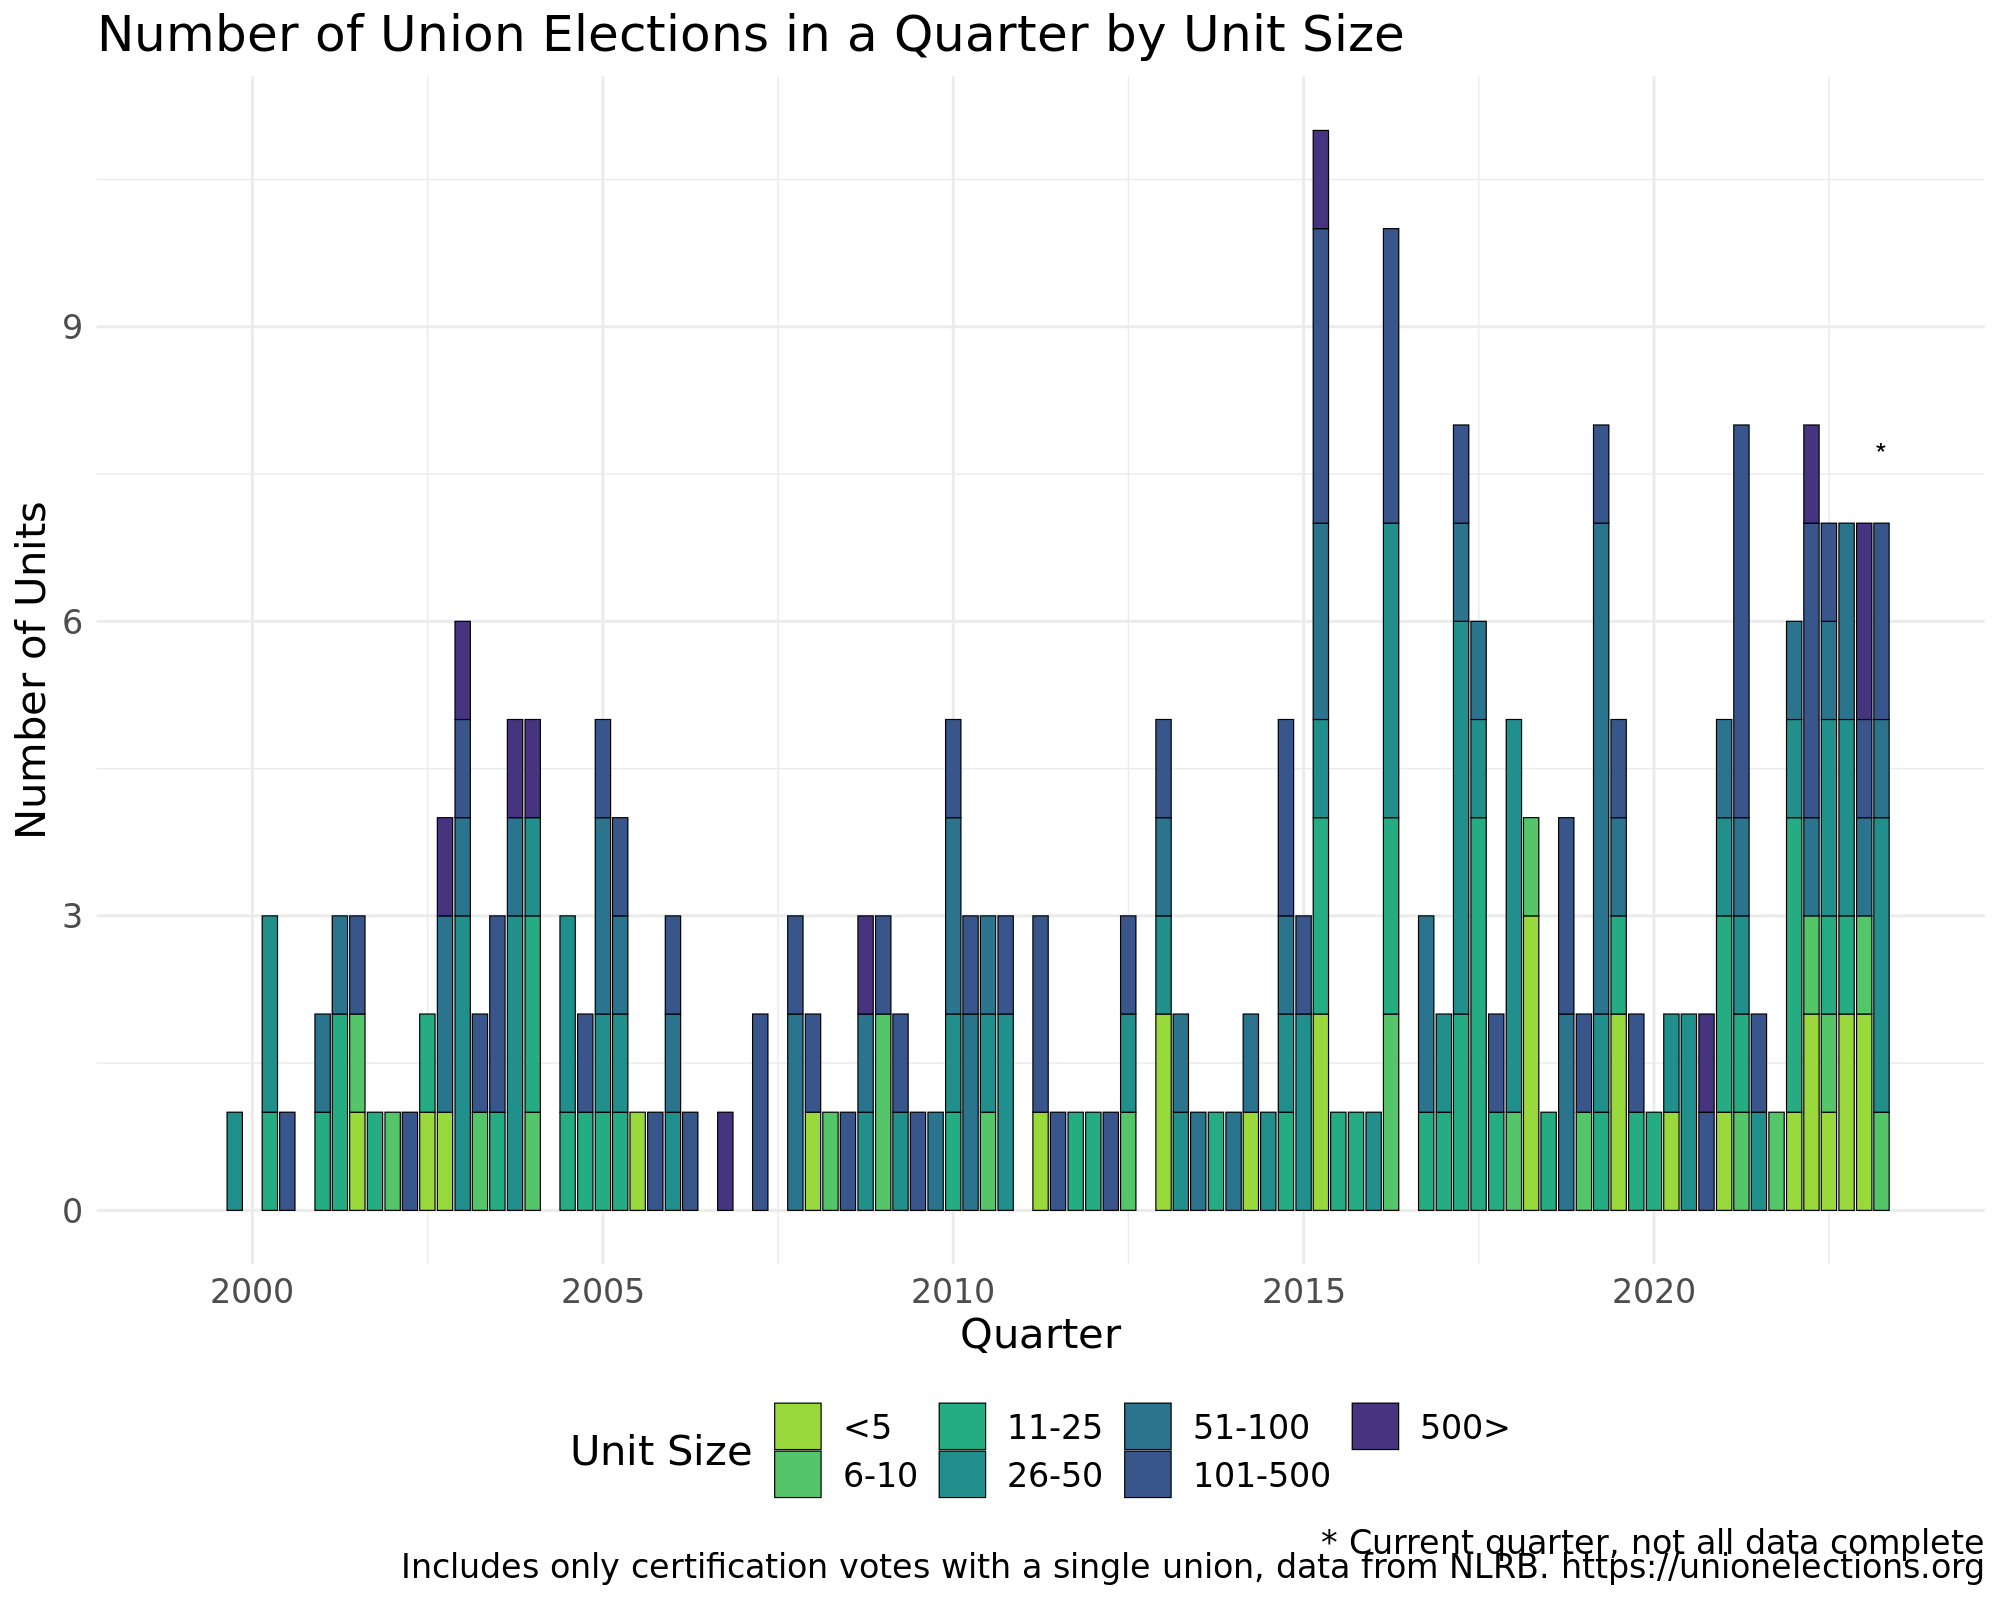 Number of Union Elections in a Quarter by Unit Size
Number of Units
9
6
3
0
*
2000 2005 2010 2015 2020
Quarter
Unit Size
<5 11-25 51-100 500>
6-10 26-50 101-500
* Current quarter, not all data complete
Includes only certification votes with a single union, data from NLRB. https://unionelections.org